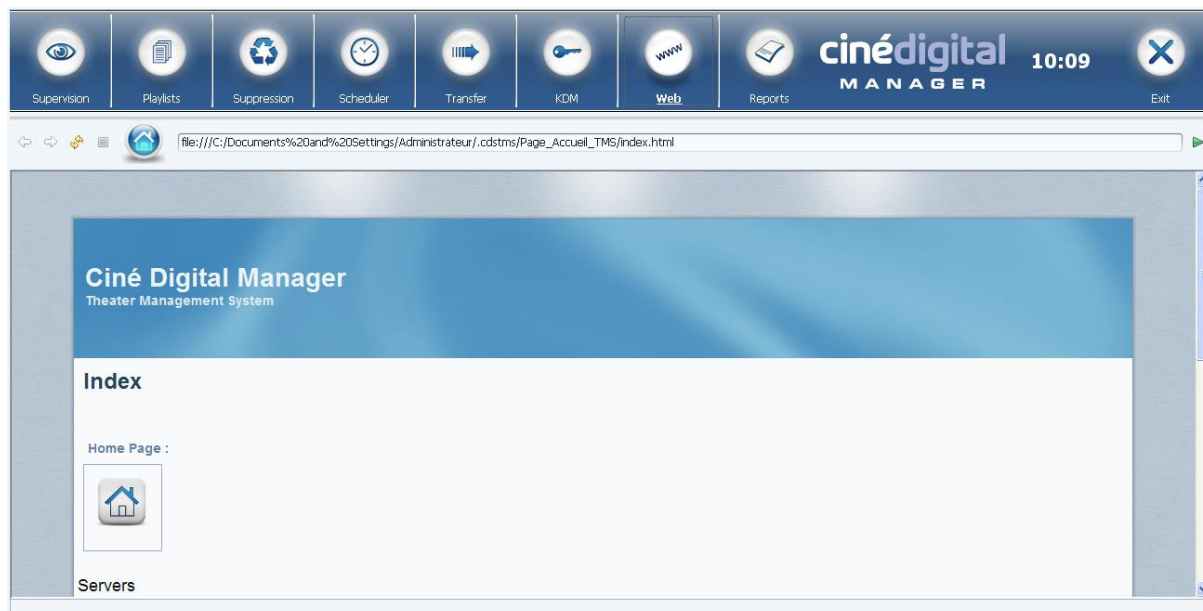 Supervision
Playlists
Suppression
Scheduler
Transfer
KDM
www
Web
Reports
cinédigital
MANAGER
10:09
Exit
file:///C:/Documents%20and%20Settings/Administrateur/.cdstms/Page_Accueil_TMS/index.html
Ciné Digital Manager
Theater Management System
Index
Home Page :
Servers